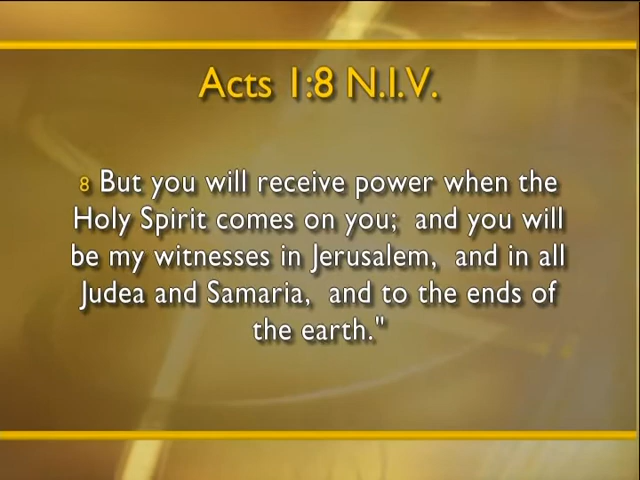 Acts 1:8 N.I.V.
8 But you will receive power when the
Holy Spirit comes on you;  and you will
be my witnesses in Jerusalem,  and in all
Judea and Samaria,  and to the ends of
the earth."